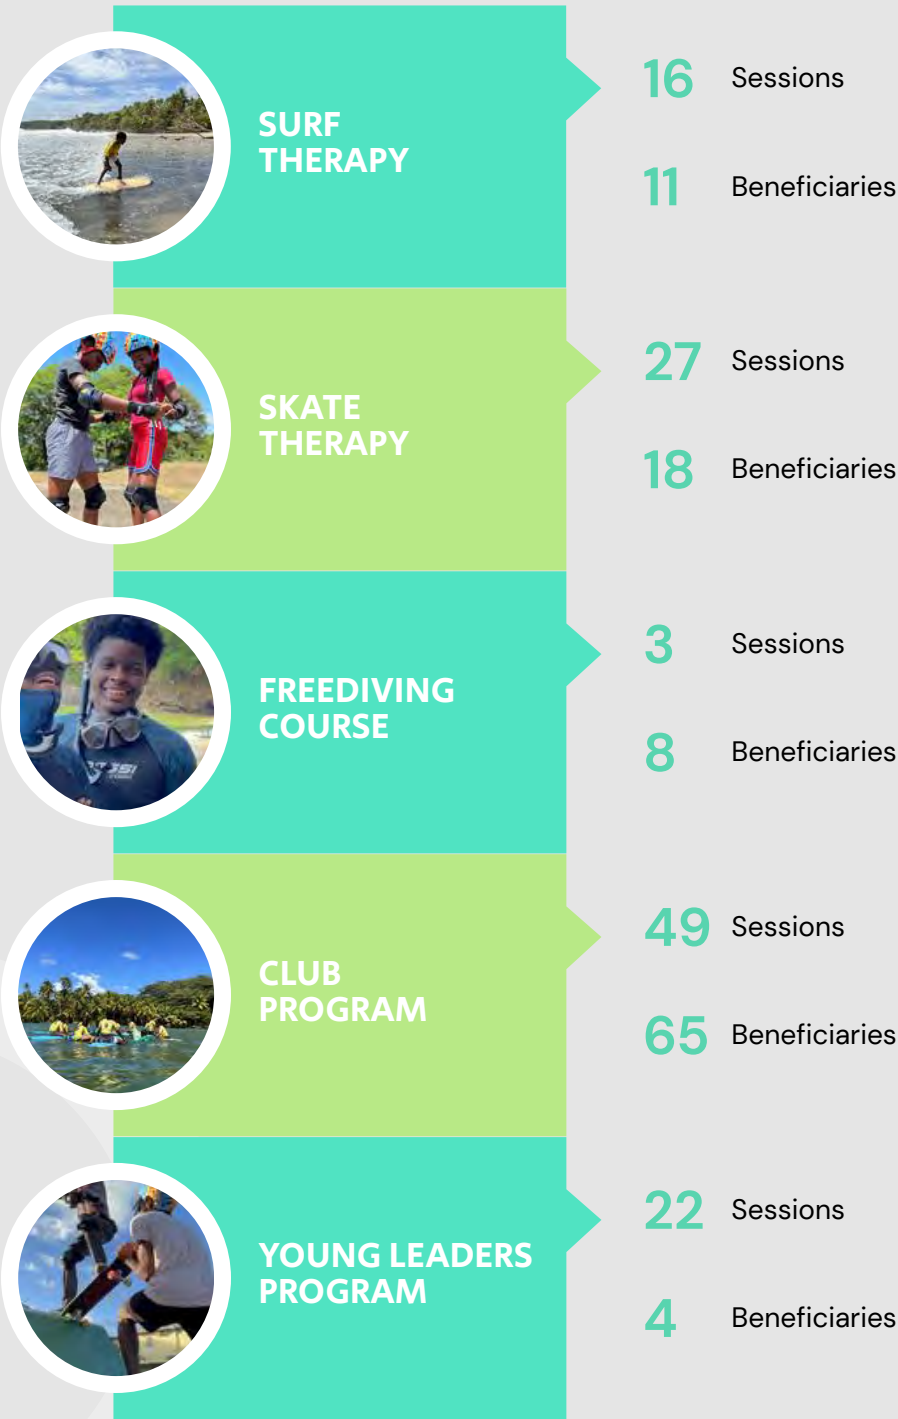 SURF
THERAPY
16 Sessions
11 Beneficiaries
SKATE
THERAPY
27 Sessions
18 Beneficiaries
FREEDIVING
COURSE
3 Sessions
8 Beneficiaries
CLUB
PROGRAM
49 Sessions
65 Beneficiaries
YOUNG LEADERS
PROGRAM
22 Sessions
4 Beneficiaries